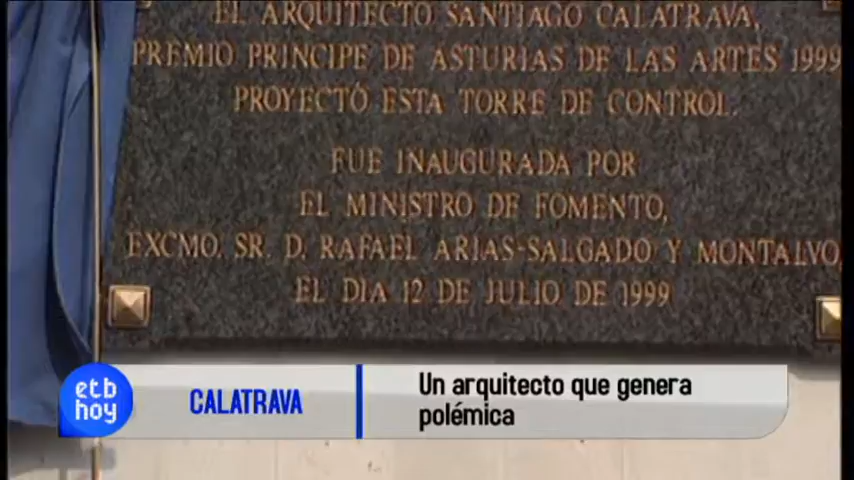 EL ARQUITECTO SANTIAGO CALATRAVA,
PREMIO PRINCIPE DE ASTURIAS DE LAS ARTES 1999
PROYECTÓ ESTA TORRE DE CONTROL.
FUE INAUGURADA POR
EL MINISTRO DE FOMENTO,
EXCMO. SR. D. RAFAEL ARIAS-SALGADO Y MONTALVO,
EL DIA 12 DE JULIO DE 1999
etb
hoy
CALATRAVA
Un arquitecto que genera
polémica